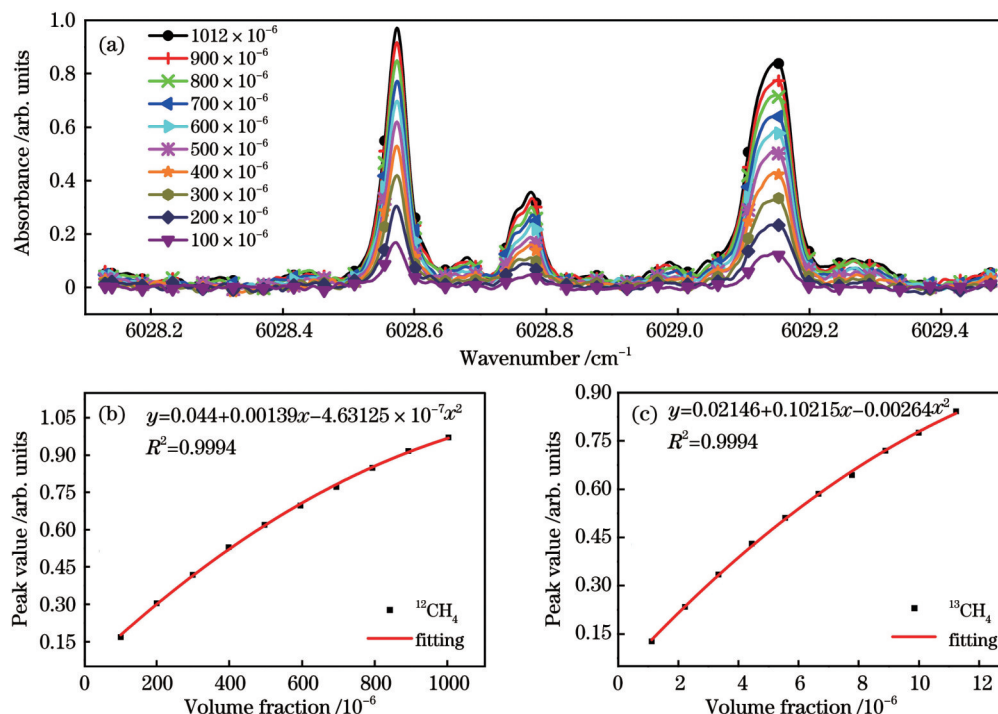 (a)
1012 × 10⁻⁶
900 × 10⁻⁶
800 × 10⁻⁶
700 × 10⁻⁶
600 × 10⁻⁶
500 × 10⁻⁶
400 × 10⁻⁶
300 × 10⁻⁶
200 × 10⁻⁶
100 × 10⁻⁶
1.0
0.8
0.6
0.4
0.2
0
Absorbance /arb. units
6028.2 6028.4 6028.6 6028.8 6029.0 6029.2 6029.4
Wavenumber /cm⁻¹
(b)
y=0.044+0.00139x−4.63125 × 10⁻⁷x²
R²=0.9994
1.05
0.90
0.75
0.60
0.45
0.30
0.15
Peak value /arb. units
¹²CH₄
fitting
0 200 400 600 800 1000
Volume fraction /10⁻⁶
(c)
y=0.02146+0.10215x−0.00264x²
R²=0.9994
0.90
0.75
0.60
0.45
0.30
0.15
Peak value /arb. units
¹³CH₄
fitting
0 2 4 6 8 10 12
Volume fraction /10⁻⁶